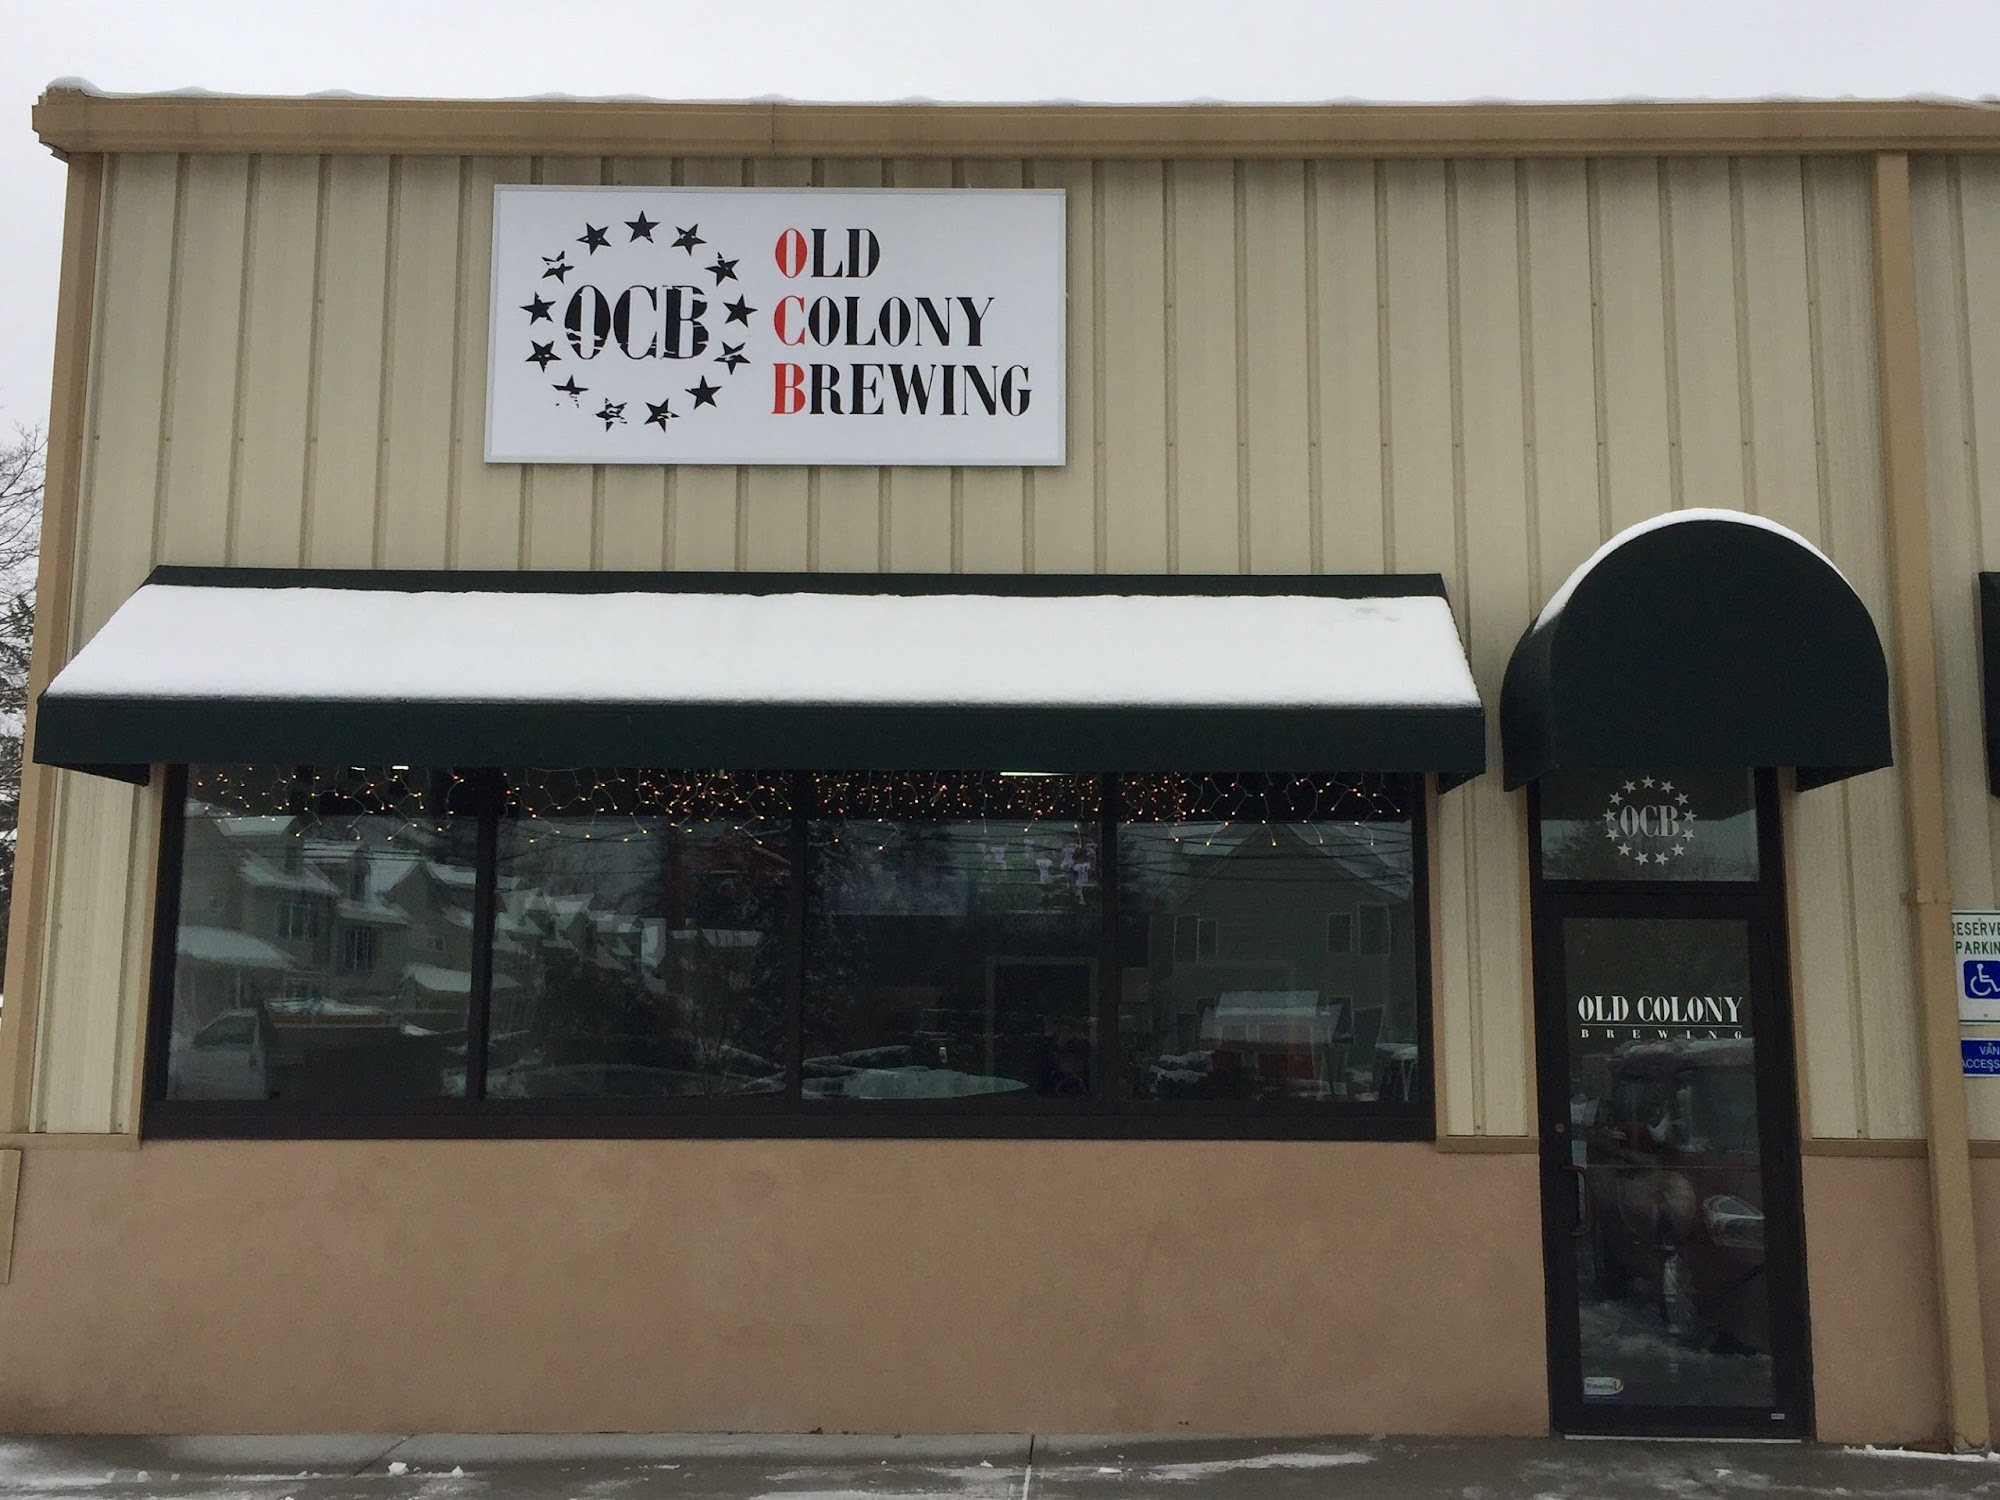 OCB
OLD
COLONY
BREWING
OCB
OLD COLONY
BREWING
RESERVE
PARKIN
VAN
ACCESS